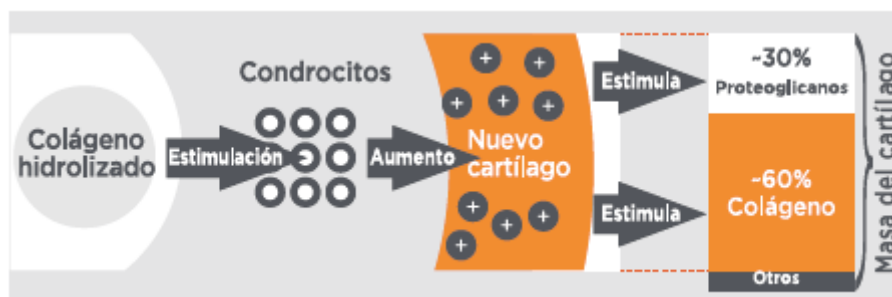 Colágeno
hidrolizado
Estimulación
Condrocitos
Aumento
Nuevo
cartílago
Estimula
Estimula
~30%
Proteoglicanos
~60%
Colágeno
Otros
Masa del cartílago